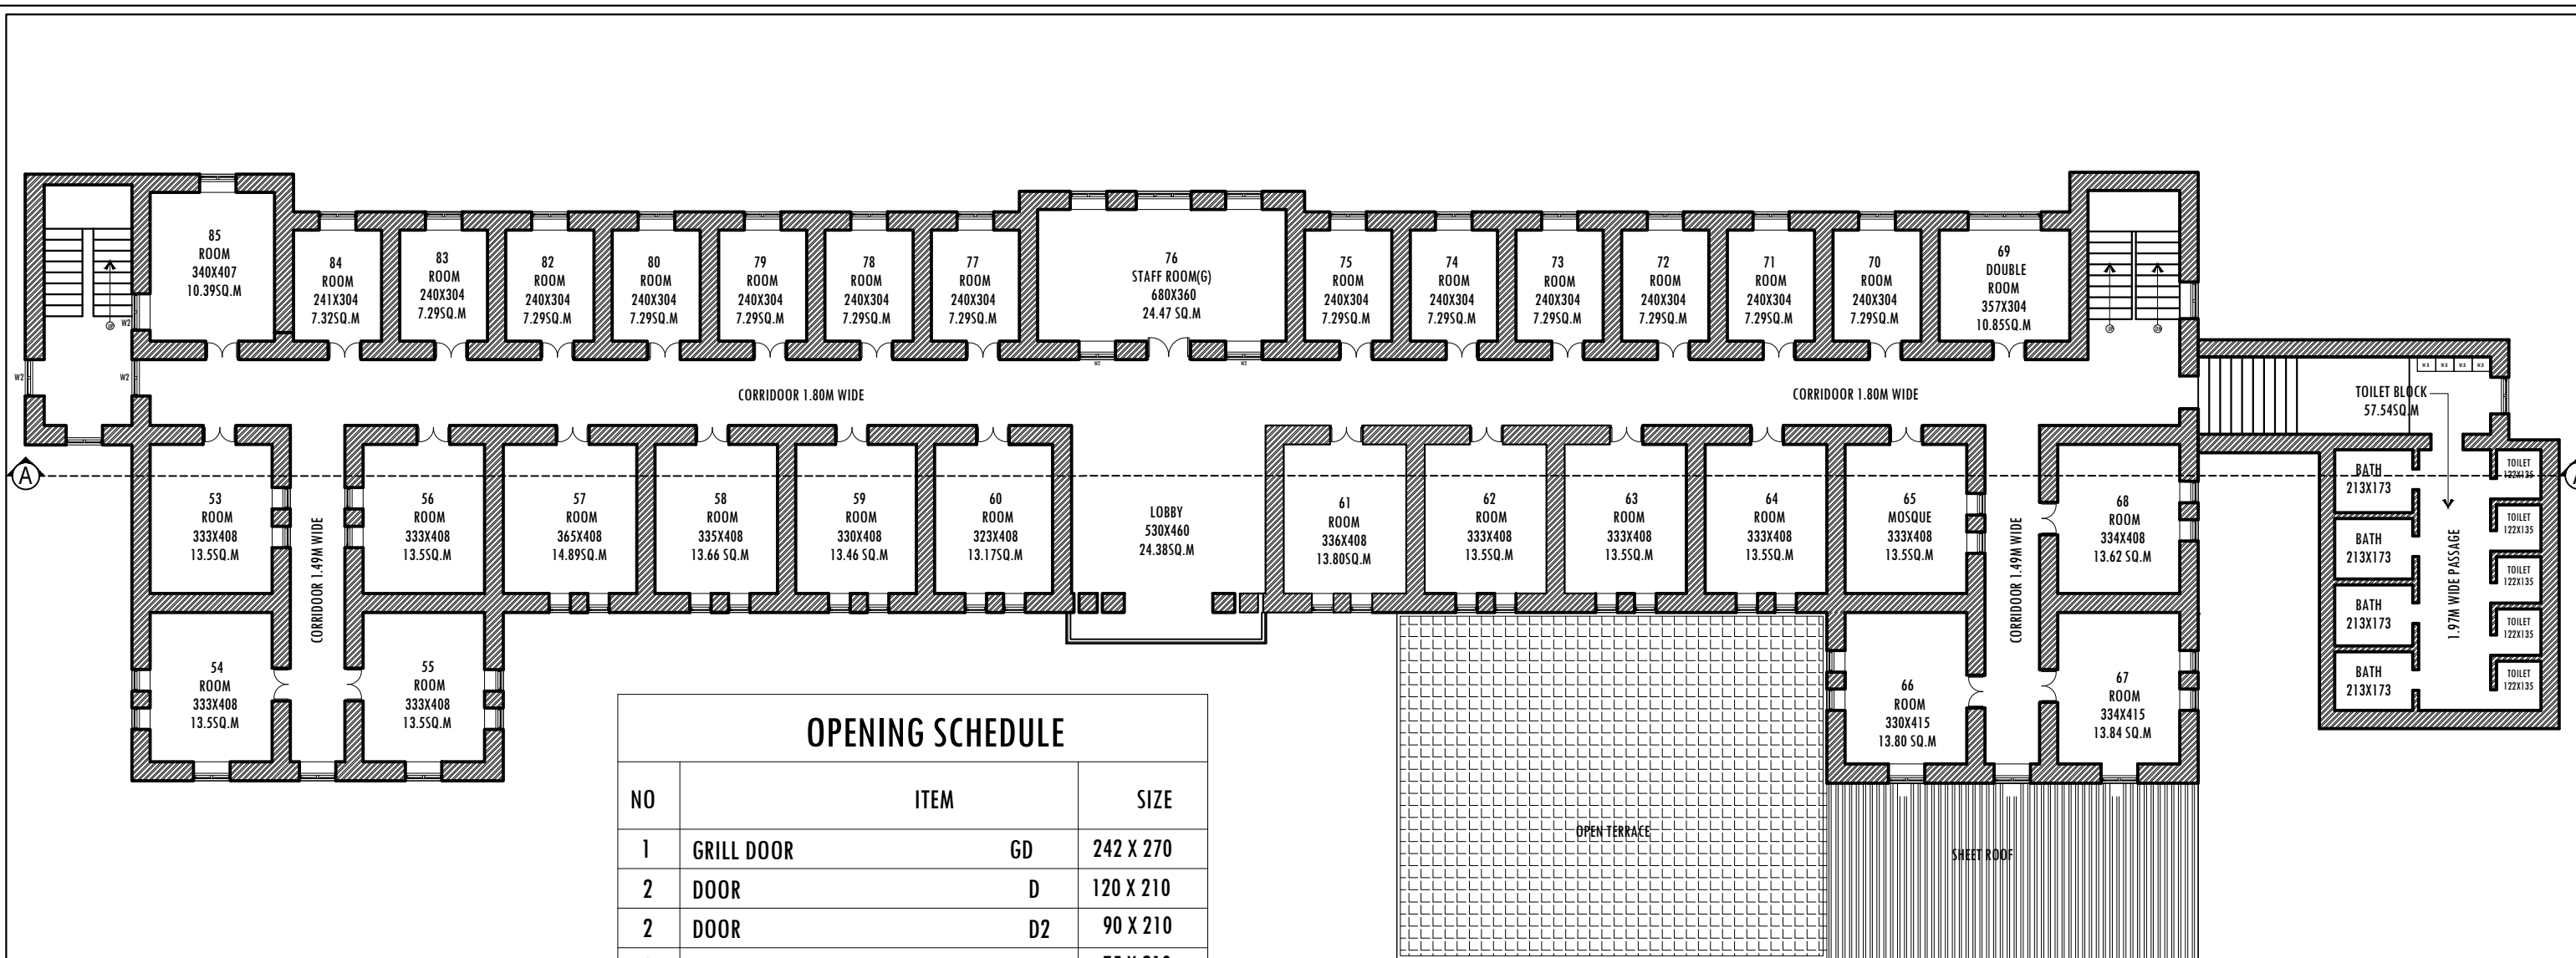 85
ROOM
340X407
10.39SQ.M
84
ROOM
241X304
7.32SQ.M
83
ROOM
240X304
7.29SQ.M
82
ROOM
240X304
7.29SQ.M
80
ROOM
240X304
7.29SQ.M
79
ROOM
240X304
7.29SQ.M
78
ROOM
240X304
7.29SQ.M
77
ROOM
240X304
7.29SQ.M
76
STAFF ROOM(G)
680X360
24.47 SQ.M
75
ROOM
240X304
7.29SQ.M
74
ROOM
240X304
7.29SQ.M
73
ROOM
240X304
7.29SQ.M
72
ROOM
240X304
7.29SQ.M
71
ROOM
240X304
7.29SQ.M
70
ROOM
240X304
7.29SQ.M
69
DOUBLE
ROOM
357X304
10.85SQ.M
W2
W2
W2
W2
W2
CORRIDOOR 1.80M WIDE
CORRIDOOR 1.80M WIDE
TOILET BLOCK
57.54SQ.M
A
53
ROOM
333X408
13.5SQ.M
CORRIDOOR 1.49M WIDE
56
ROOM
333X408
13.5SQ.M
57
ROOM
365X408
14.89SQ.M
58
ROOM
335X408
13.66 SQ.M
59
ROOM
330X408
13.46 SQ.M
60
ROOM
323X408
13.17SQ.M
LOBBY
530X460
24.38SQ.M
61
ROOM
336X408
13.80SQ.M
62
ROOM
333X408
13.5SQ.M
63
ROOM
333X408
13.5SQ.M
64
ROOM
333X408
13.5SQ.M
65
MOSQUE
333X408
13.5SQ.M
CORRIDOOR 1.49M WIDE
68
ROOM
334X408
13.62 SQ.M
BATH
213X173
BATH
213X173
BATH
213X173
BATH
213X173
1.97M WIDE PASSAGE
TOILET
122X135
TOILET
122X135
TOILET
122X135
TOILET
122X135
TOILET
122X135
54
ROOM
333X408
13.5SQ.M
55
ROOM
333X408
13.5SQ.M
66
ROOM
330X415
13.80 SQ.M
67
ROOM
334X415
13.84 SQ.M
OPEN TERRACE
SHEET ROOF
OPENING SCHEDULE
NO ITEM SIZE
1 GRILL DOOR GD 242 X 270
2 DOOR D 120 X 210
2 DOOR D2 90 X 210